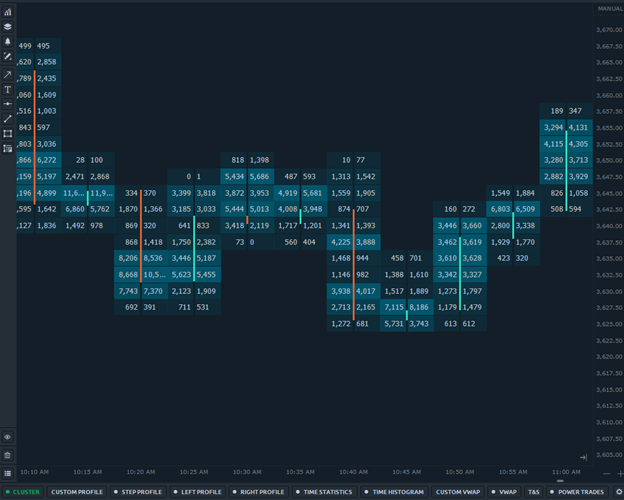 MANUAL
3,670.00
499 495 3,667.50
,620 2,858 3,665.00
,789 2,435 3,662.50
,060 1,609 3,660.00
,516 1,003 189 347 3,657.50
843 597 3,294 4,131 3,655.00
,803 3,036 4,115 4,305 3,652.50
,866 6,272 28 100 818 1,398 10 77 3,280 3,713 3,650.00
,159 5,197 2,471 2,868 0 1 5,434 5,686 487 593 1,313 1,542 2,882 3,929 3,647.50
,196 4,899 11,6... 11,9... 334 370 3,399 3,818 3,872 3,953 4,919 5,681 1,559 1,905 1,549 1,884 826 1,058 3,645.00
,595 1,642 6,860 5,762 1,870 1,366 3,185 3,033 5,444 5,013 4,008 3,948 874 707 160 272 6,803 6,509 508 594 3,642.50
,127 1,836 1,492 978 869 320 641 833 3,418 2,119 1,717 1,201 1,341 1,393 3,446 3,660 2,800 3,338 3,640.00
868 1,418 1,750 2,382 73 0 560 404 4,225 3,888 3,462 3,619 1,929 1,770 3,637.50
8,206 8,536 3,446 5,187 1,468 944 458 701 3,610 3,628 423 320 3,635.00
8,668 10,5... 5,623 5,455 1,146 982 1,388 1,610 3,342 3,327 3,632.50
7,743 7,370 2,123 1,909 3,938 4,017 1,517 1,889 1,273 1,797 3,630.00
692 391 711 531 2,713 2,165 7,115 8,186 1,179 1,479 3,627.50
1,272 681 5,731 3,743 613 612 3,625.00
3,622.50
3,620.00
3,617.50
3,615.00
3,612.50
3,610.00
3,607.50
3,605.00
10:10 AM 10:15 AM 10:20 AM 10:25 AM 10:30 AM 10:35 AM 10:40 AM 10:45 AM 10:50 AM 10:55 AM 11:00 AM
CLUSTER CUSTOM PROFILE STEP PROFILE LEFT PROFILE RIGHT PROFILE TIME STATISTICS TIME HISTOGRAM CUSTOM VWAP VWAP T&S POWER TRADES